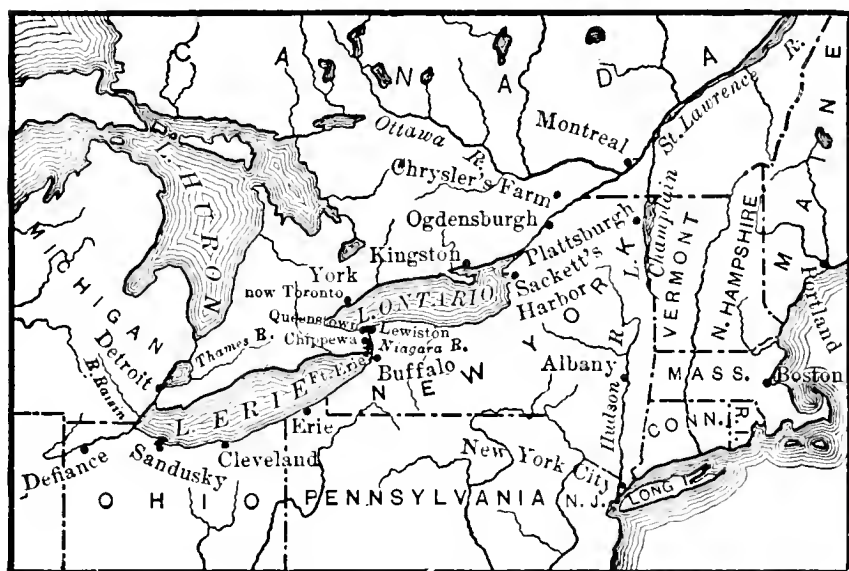 CANADA
MAINE
St. Lawrence R.
Montreal
Ottawa R.
Chrysler's Farm
L. HURON
Ogdensburgh
Kingston
Plattsburgh
Sackett's
Harbor
L. Champlain
VERMONT
N. HAMPSHIRE
Portland
MICHIGAN
York
now Toronto
L. ONTARIO
Queenstown
Lewiston
Chippewa
Niagara R.
Ft. Erie
Buffalo
NEW YORK
Thames R.
Detroit
R. Raisin
Albany
MASS.
Boston
L. ERIE
Erie
Hudson R
CONN.
R.I.
Defiance
Sandusky
Cleveland
New York City
LONG I.
OHIO
PENNSYLVANIA
N. J.